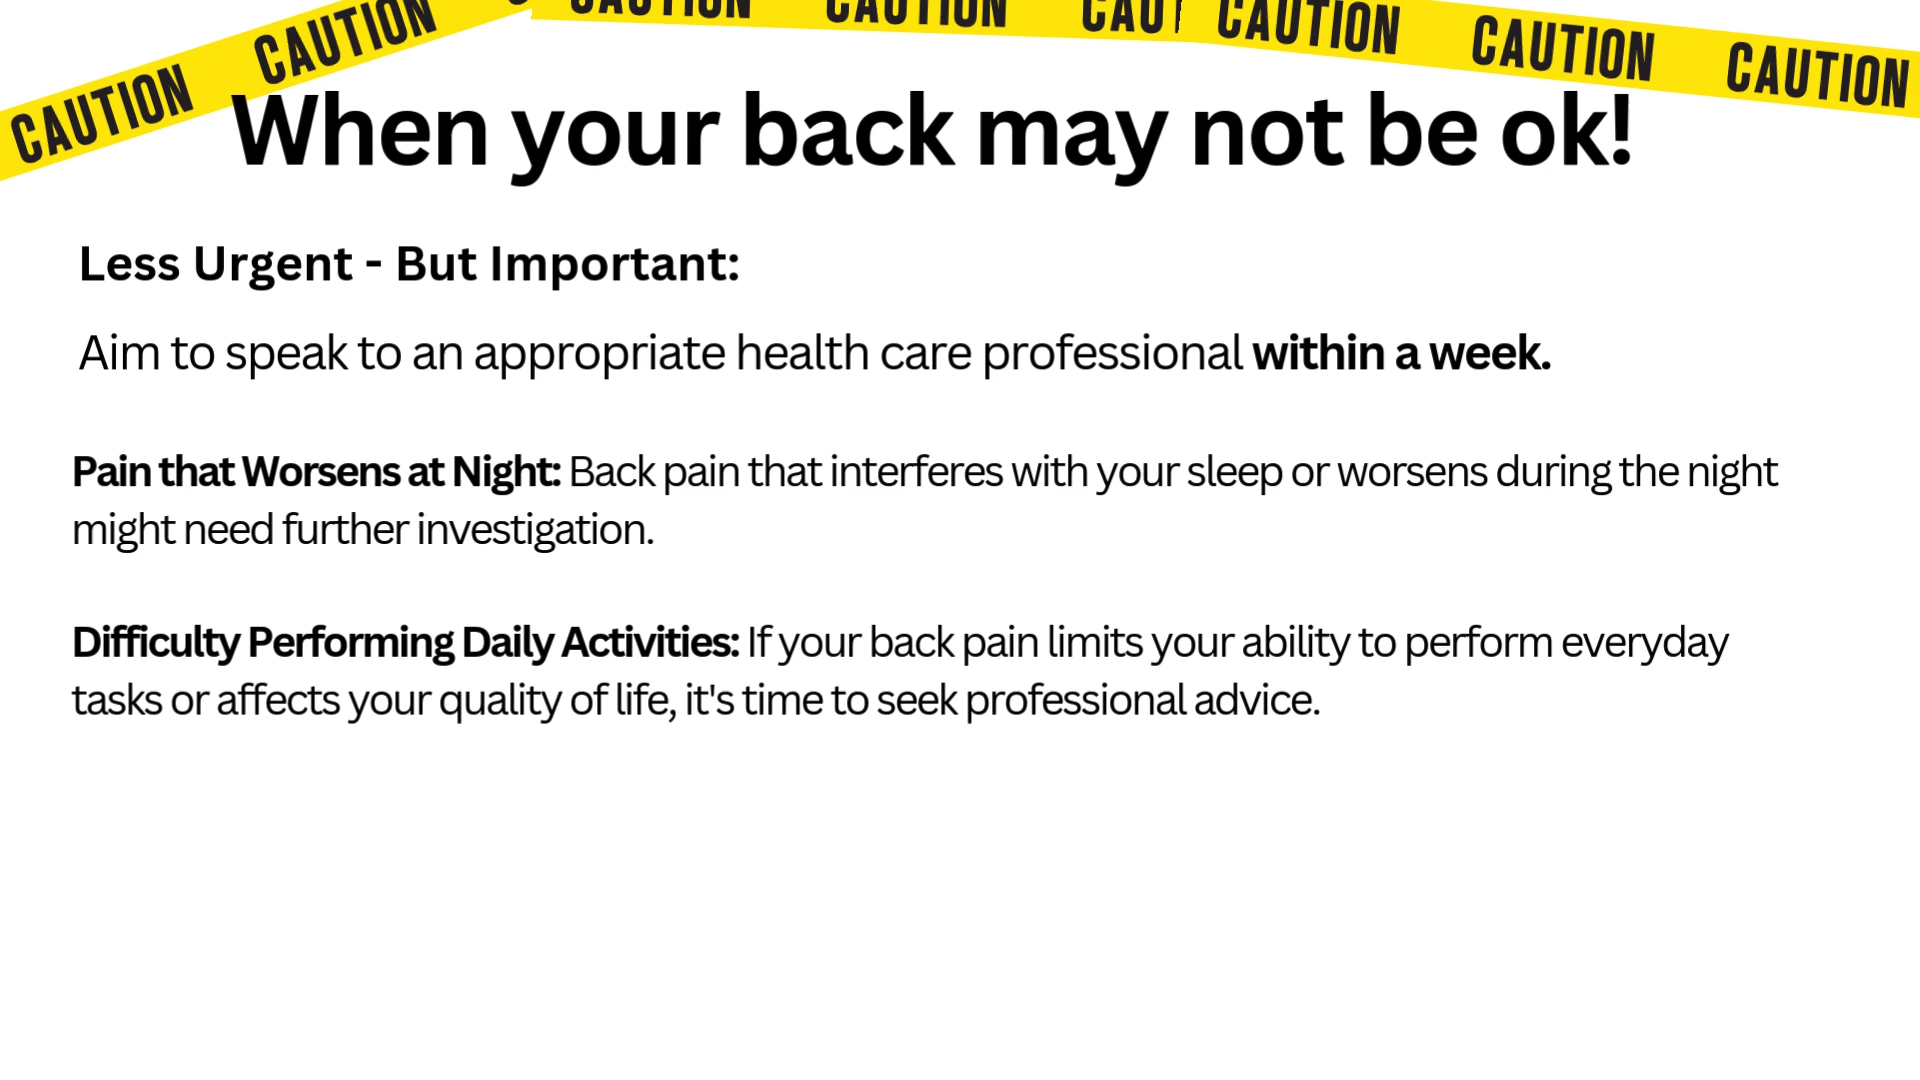 CAUTION CAUTION CAUTION CAUTION CAUT CAUTION CAUTION CAUTION
When your back may not be ok!
Less Urgent - But Important:
Aim to speak to an appropriate health care professional within a week.
Pain that Worsens at Night: Back pain that interferes with your sleep or worsens during the night
might need further investigation.
Difficulty Performing Daily Activities: If your back pain limits your ability to perform everyday
tasks or affects your quality of life, it's time to seek professional advice.